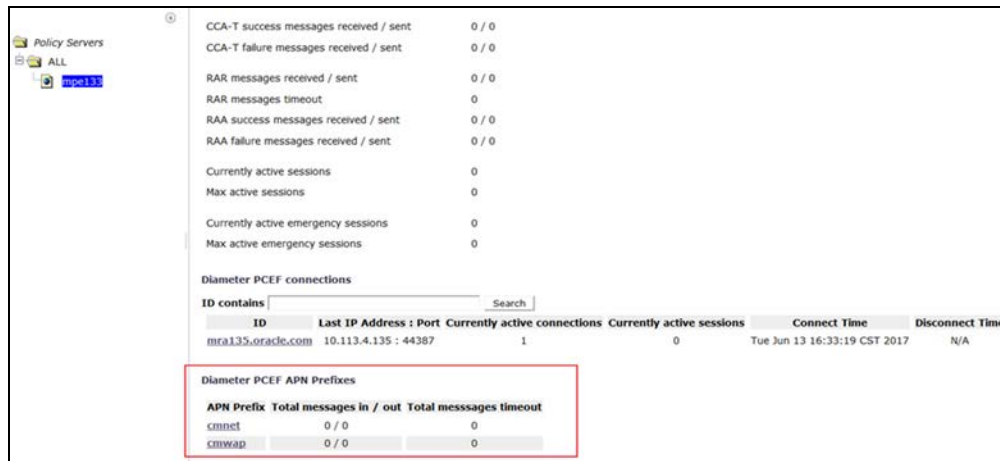 Policy Servers
ALL
mpe133
CCA-T success messages received / sent 0 / 0
CCA-T failure messages received / sent 0 / 0
RAR messages received / sent 0 / 0
RAR messages timeout 0
RAA success messages received / sent 0 / 0
RAA failure messages received / sent 0 / 0
Currently active sessions 0
Max active sessions 0
Currently active emergency sessions 0
Max active emergency sessions 0
Diameter PCEF connections
ID contains Search
ID Last IP Address : Port Currently active connections Currently active sessions Connect Time Disconnect Time
mra135.oracle.com 10.113.4.135 : 44387 1 0 Tue Jun 13 16:33:19 CST 2017 N/A
Diameter PCEF APN Prefixes
APN Prefix Total messages in / out Total messsages timeout
cmnet 0 / 0 0
cmwap 0 / 0 0